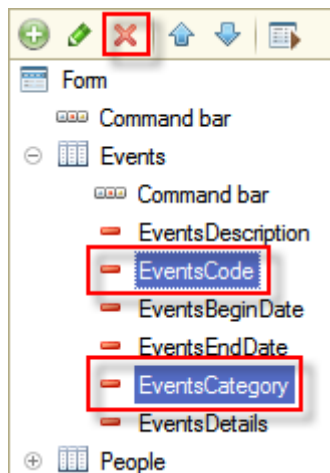 Form
Command bar
Events
Command bar
EventsDescription
EventsCode
EventsBeginDate
EventsEndDate
EventsCategory
EventsDetails
People